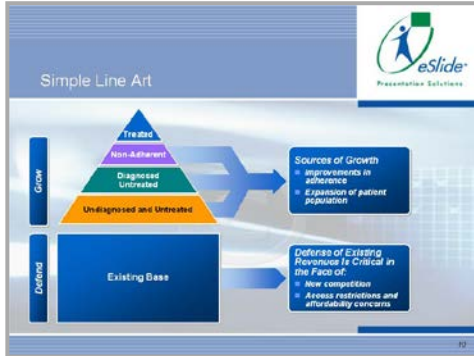 eSlide
Presentation Solutions
Simple Line Art
Grow
Treated
Non-Adherent
Diagnosed
Untreated
Undiagnosed and Untreated
Sources of Growth
Improvements in
adherence
Expansion of patient
population
Defend
Existing Base
Defense of Existing
Revenues Is Critical in
the Face of:
New competition
Access restrictions and
affordability concerns